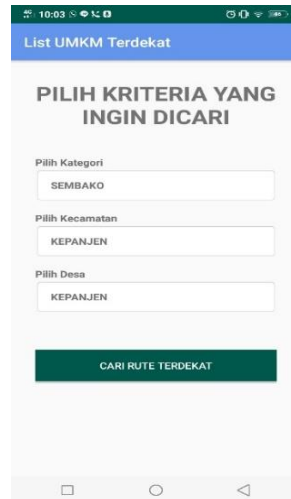 10:03
List UMKM Terdekat
PILIH KRITERIA YANG
INGIN DICARI
Pilih Kategori
SEMBAKO
Pilih Kecamatan
KEPANJEN
Pilih Desa
KEPANJEN
CARI RUTE TERDEKAT